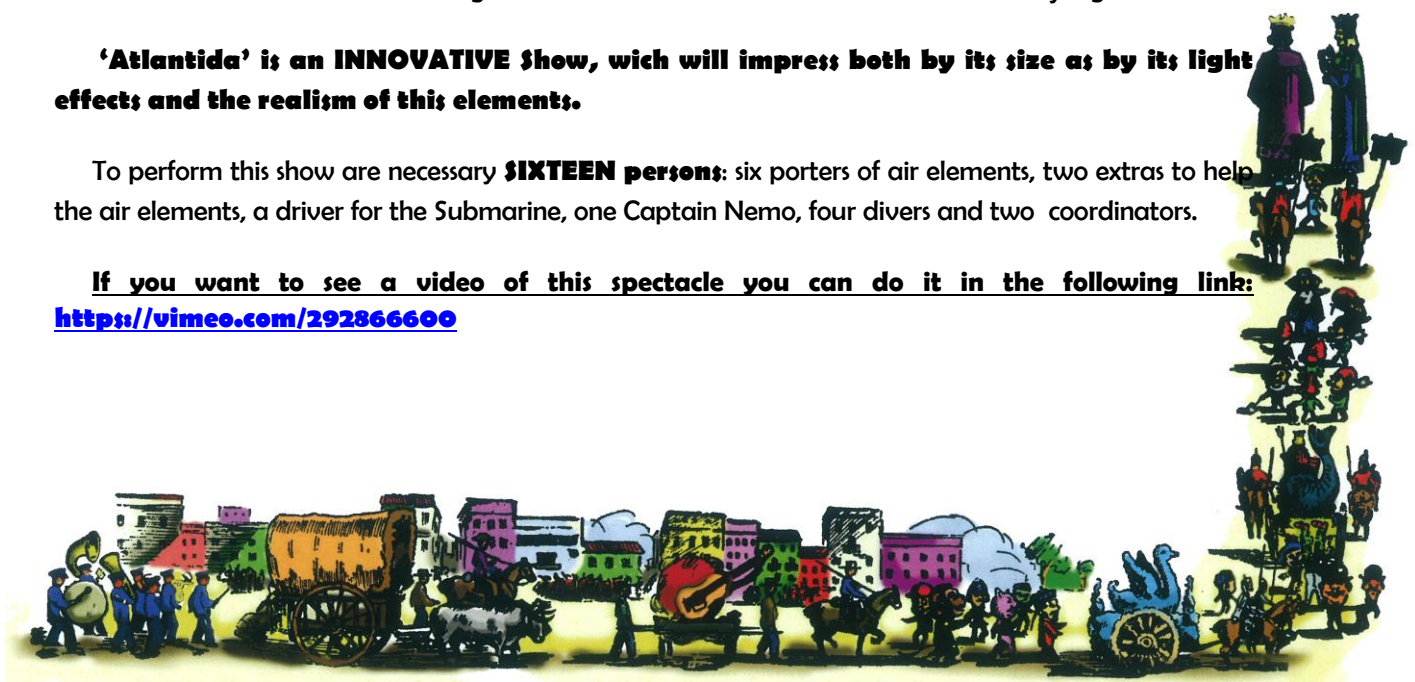 ‘Atlantida’ is an INNOVATIVE Show, wich will impress both by its size as by its light
effects and the realism of this elements.
To perform this show are necessary SIXTEEN persons: six porters of air elements, two extras to help
the air elements, a driver for the Submarine, one Captain Nemo, four divers and two coordinators.
If you want to see a video of this spectacle you can do it in the following link:
https://vimeo.com/292866600